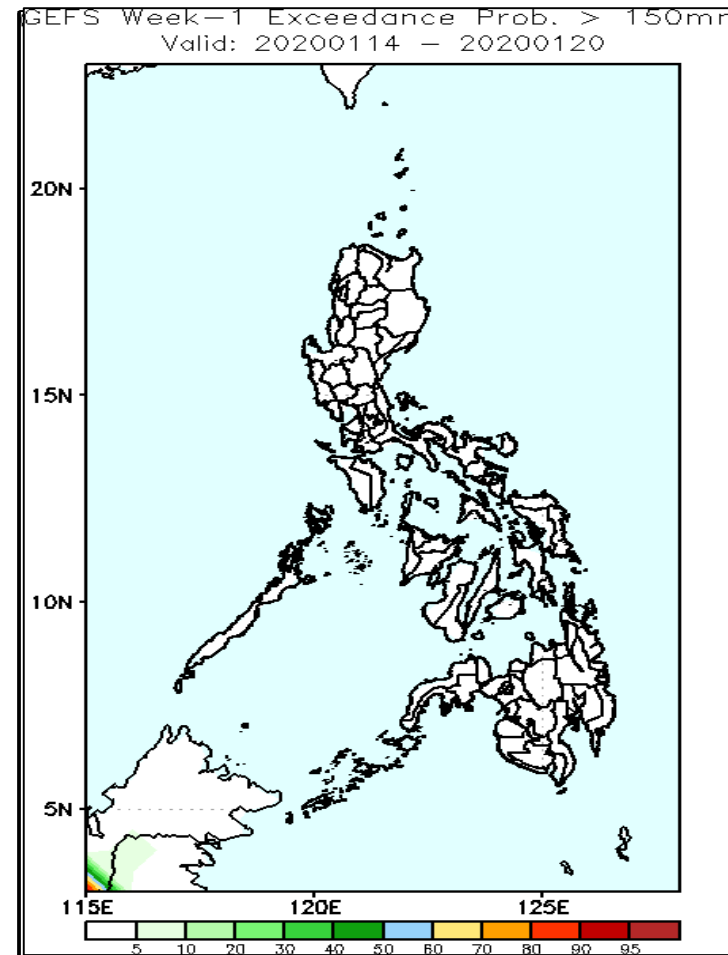 GEFS Week-1 Exceedance Prob. > 150mm
Valid: 20200114 - 20200120
20N
15N
10N
5N
115E 120E 125E
5 10 20 30 40 50 60 70 80 90 95